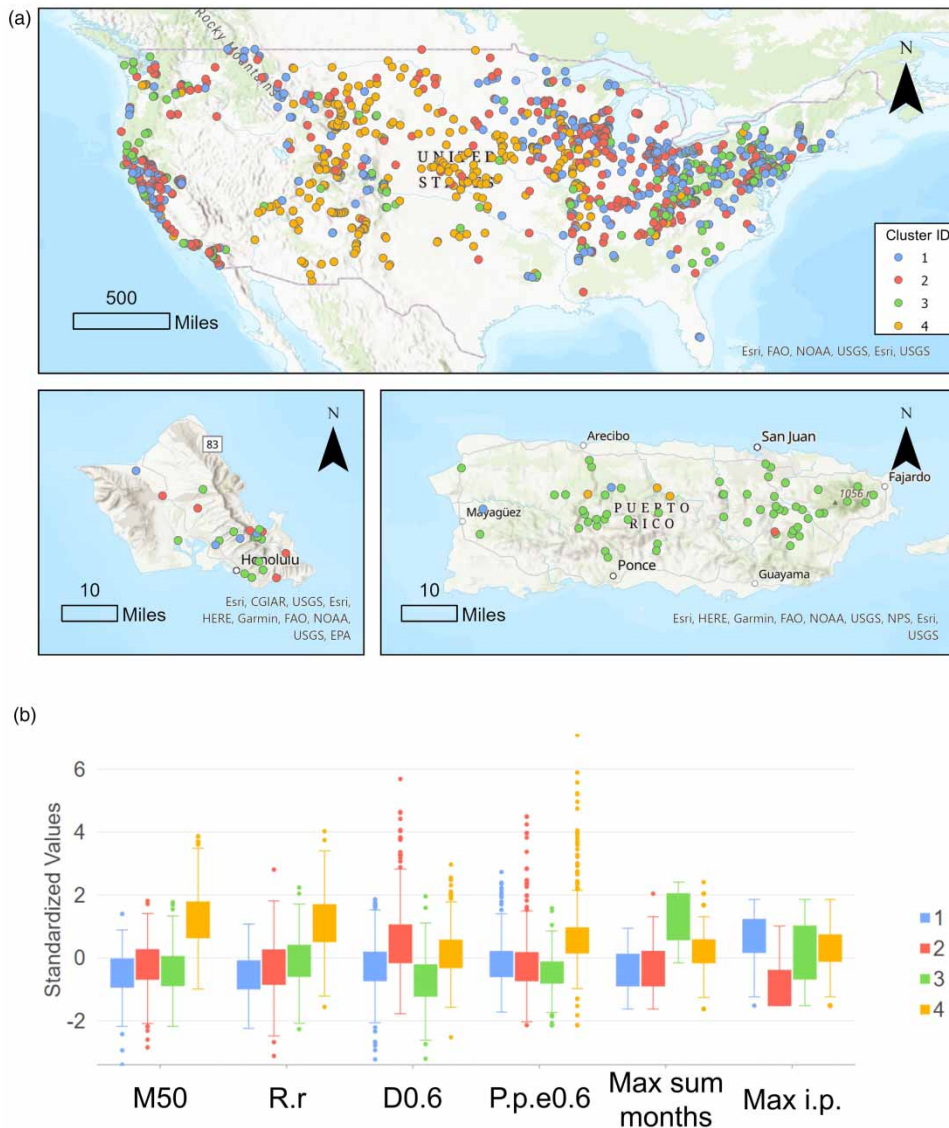 (a)
Rocky Mountains
N
UNITED
STATES
500
Miles
Cluster ID
1
2
3
4
Esri, FAO, NOAA, USGS, Esri, USGS
83
N
Honolulu
10
Miles
Esri, CGIAR, USGS, Esri,
HERE, Garmin, FAO, NOAA,
USGS, EPA
Arecibo
San Juan
N
Fajardo
1056
Mayagüez
PUERTO
RICO
Ponce
Guayama
10
Miles
Esri, HERE, Garmin, FAO, NOAA, USGS, NPS, Esri,
USGS
(b)
Standardized Values
6
4
2
0
-2
1
2
3
4
M50
R.r
D0.6
P.p.e0.6
Max sum
months
Max i.p.